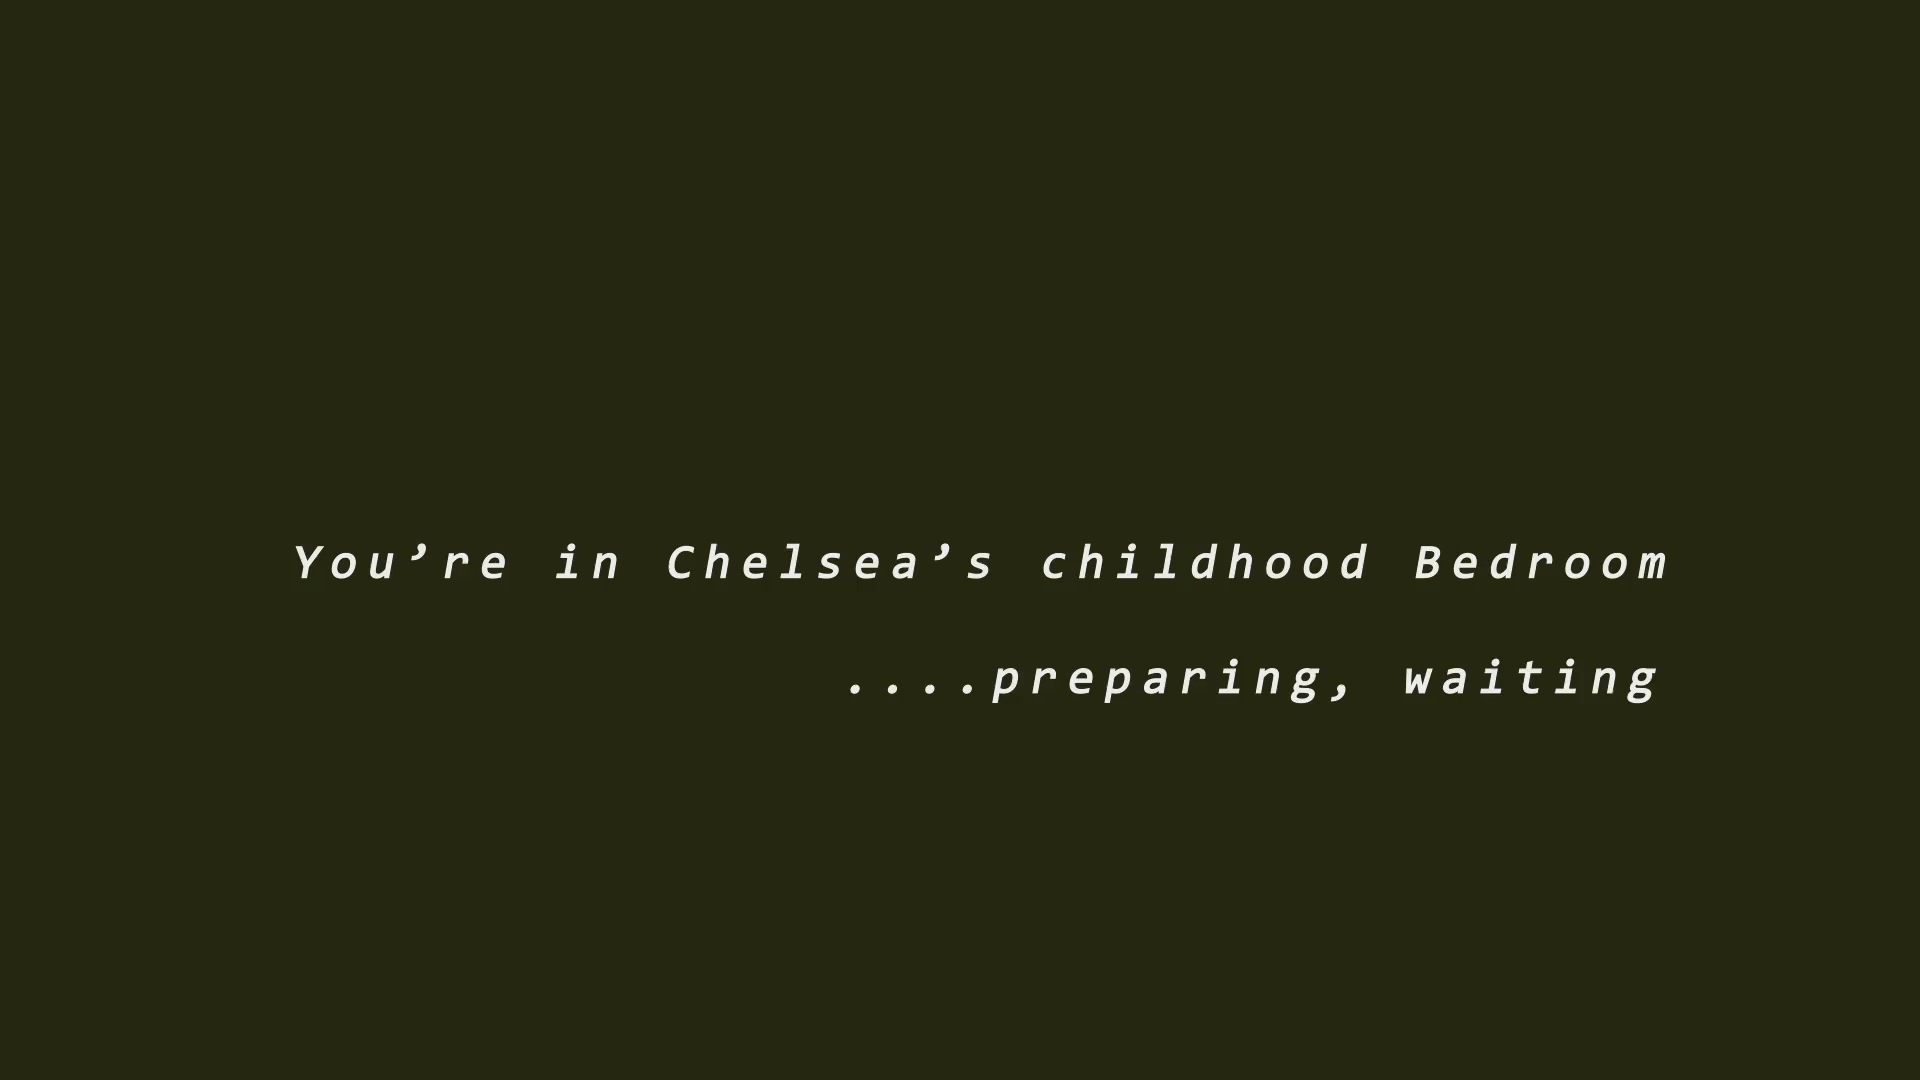 You’re in Chelsea’s childhood Bedroom
....preparing, waiting